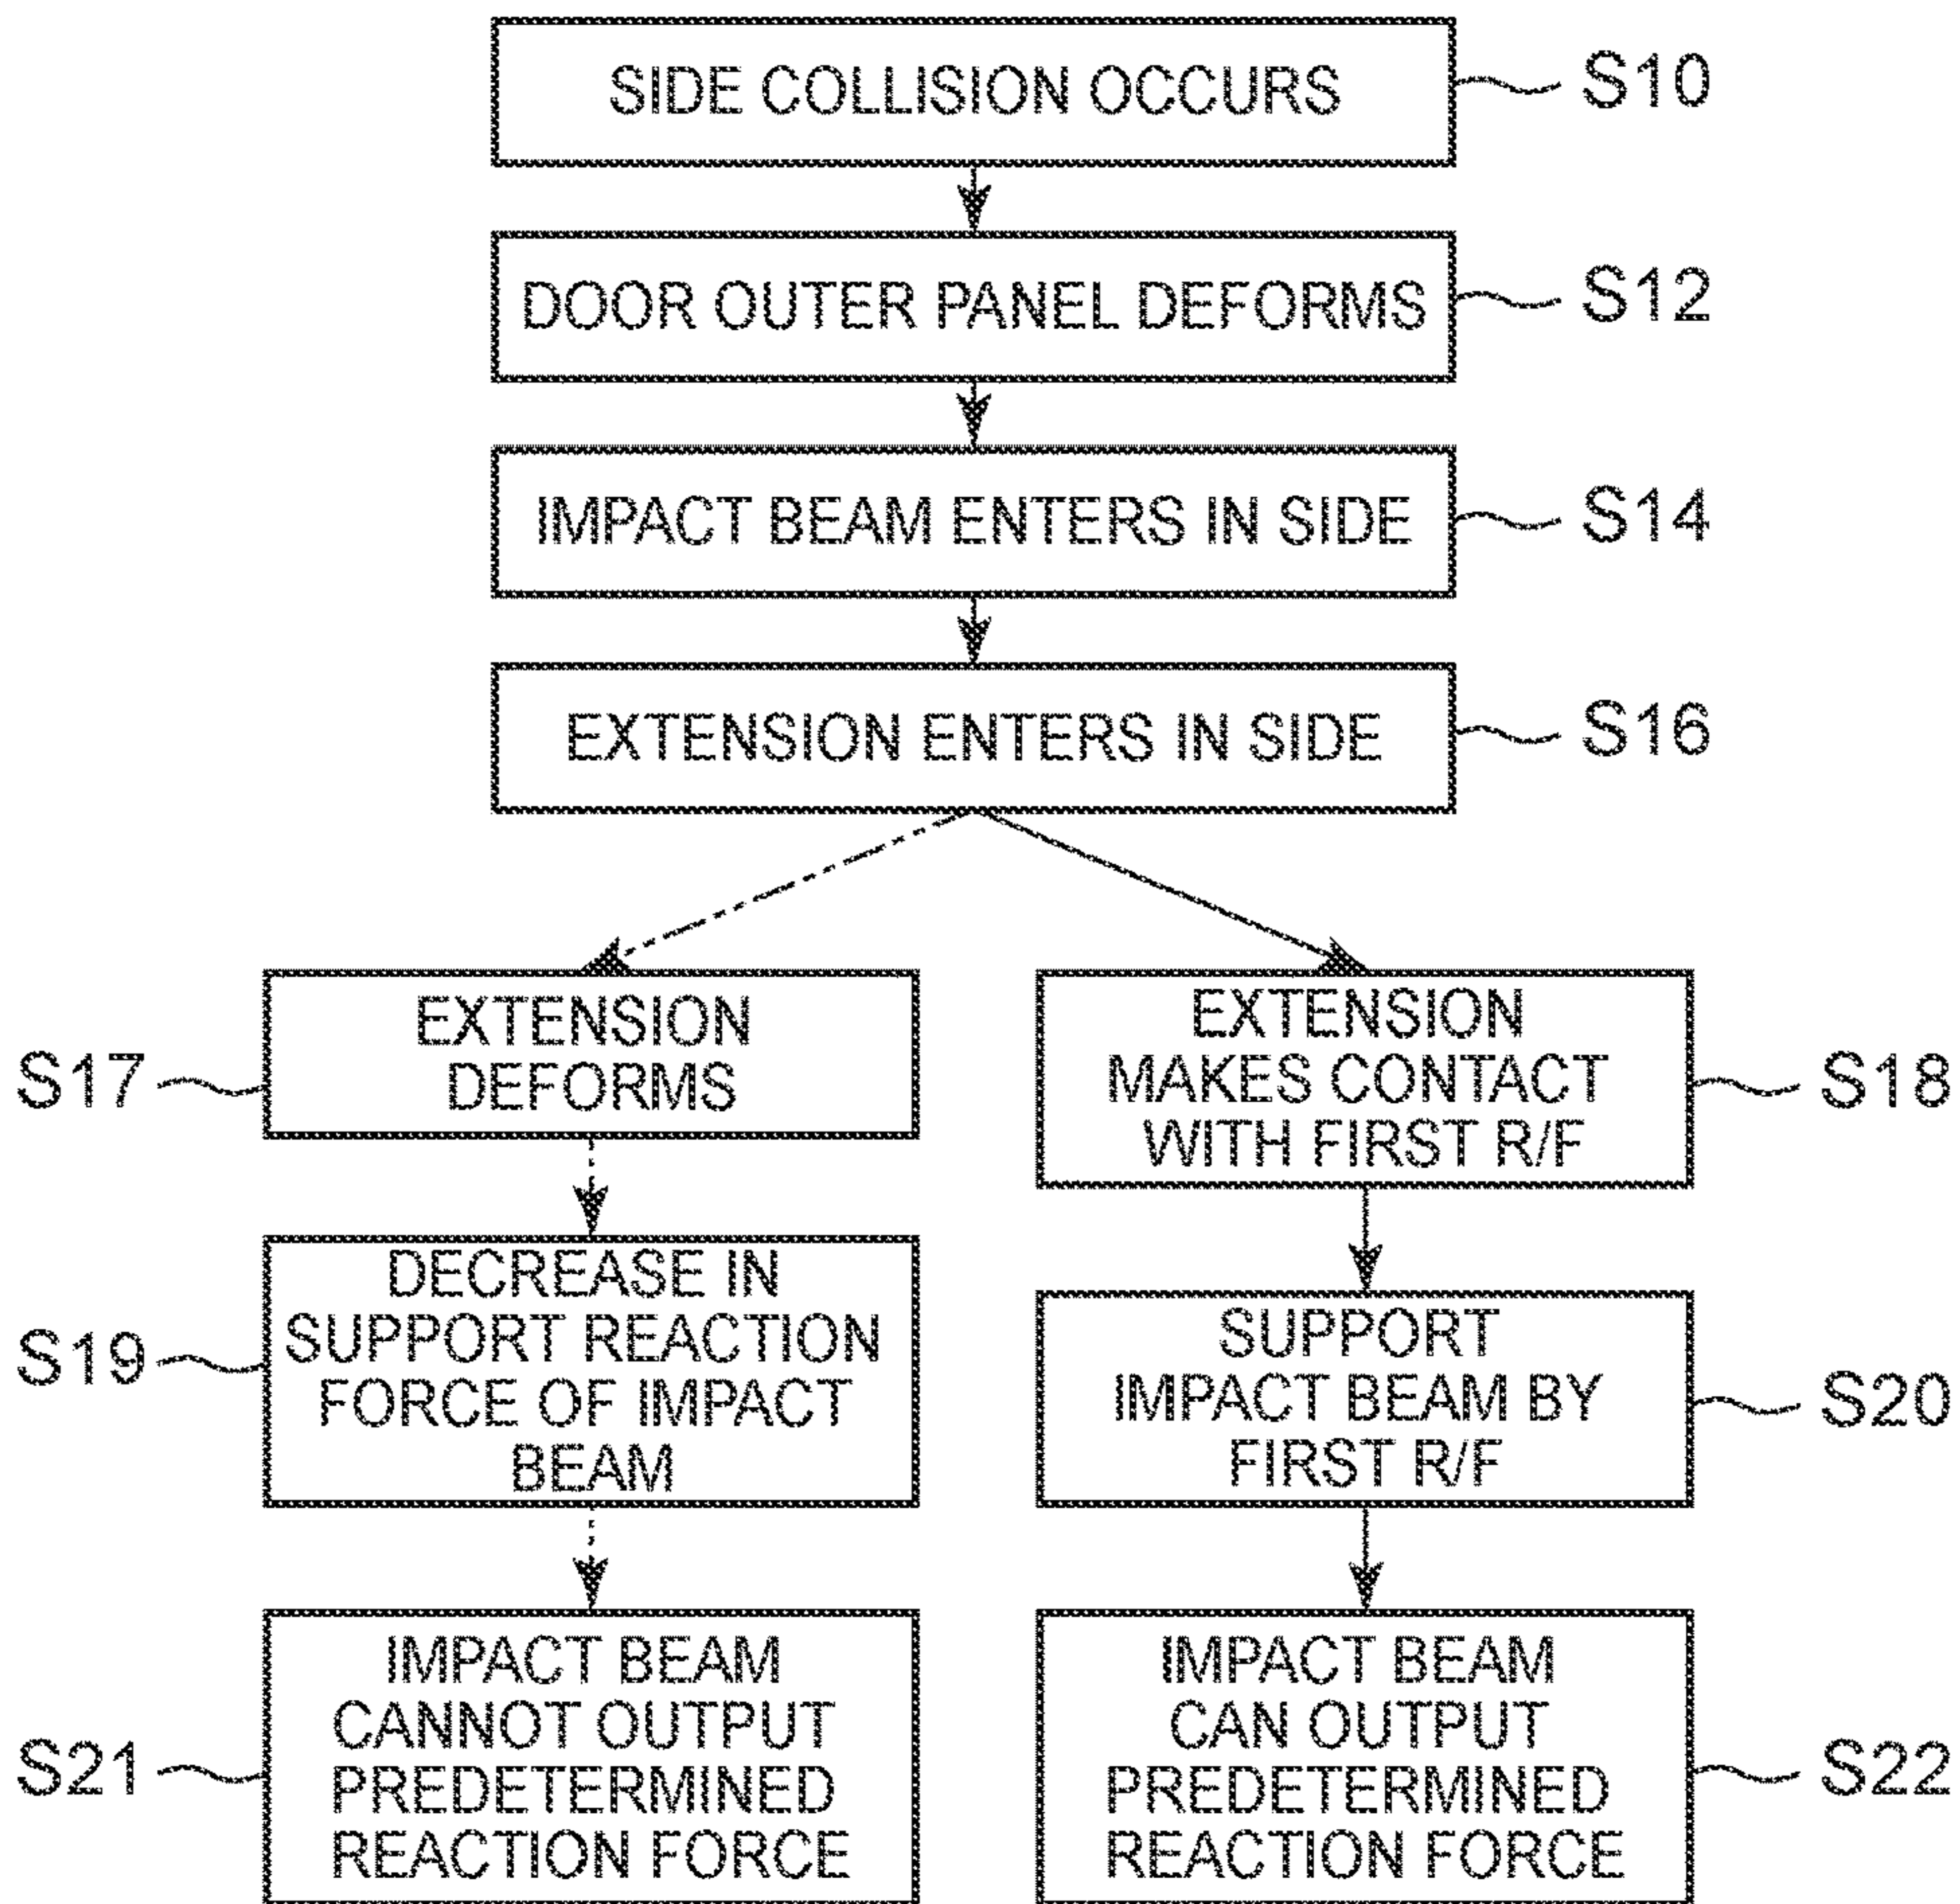 SIDE COLLISION OCCURS
S10
DOOR OUTER PANEL DEFORMS
S12
IMPACT BEAM ENTERS IN SIDE
S14
EXTENSION ENTERS IN SIDE
S16
S17
EXTENSION
DEFORMS
EXTENSION
MAKES CONTACT
WITH FIRST R/F
S18
S19
DECREASE IN
SUPPORT REACTION
FORCE OF IMPACT
BEAM
SUPPORT
IMPACT BEAM BY
FIRST R/F
S20
S21
IMPACT BEAM
CANNOT OUTPUT
PREDETERMINED
REACTION FORCE
IMPACT BEAM
CAN OUTPUT
PREDETERMINED
REACTION FORCE
S22